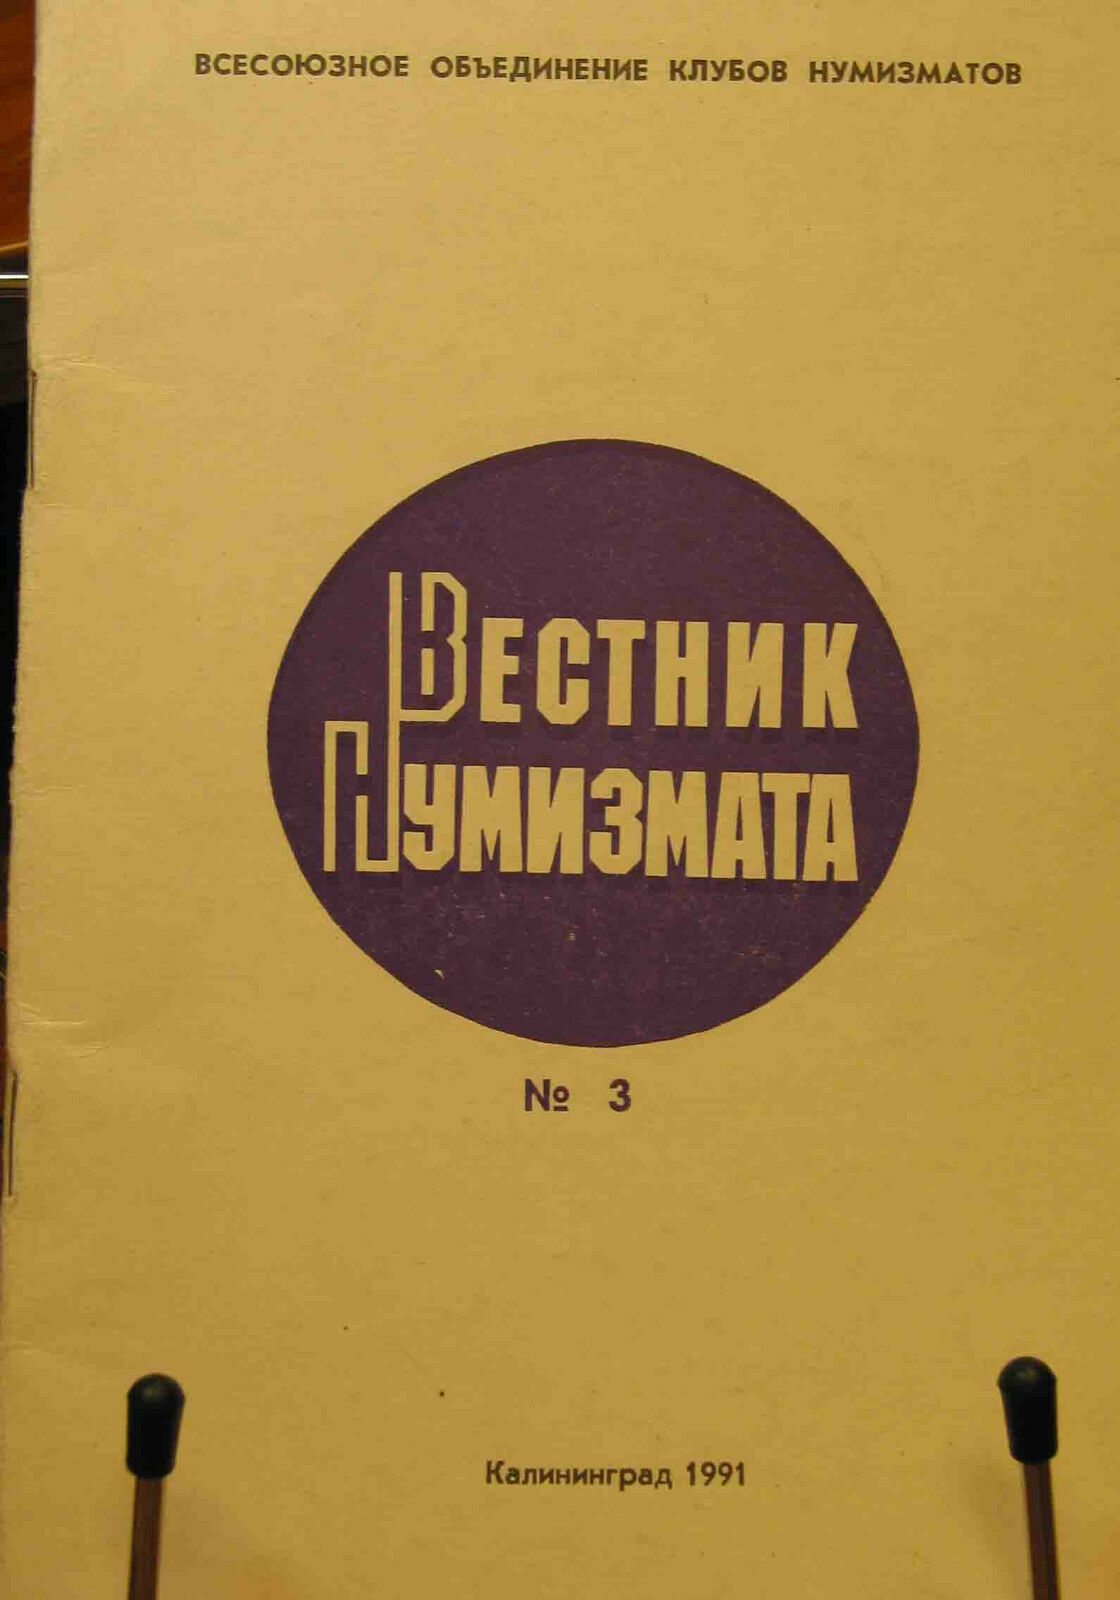 ВСЕСОЮЗНОЕ ОБЪЕДИНЕНИЕ КЛУБОВ НУМИЗМАТОВ
ВЕСТНИК
НУМИЗМАТА
№ 3
Калининград 1991